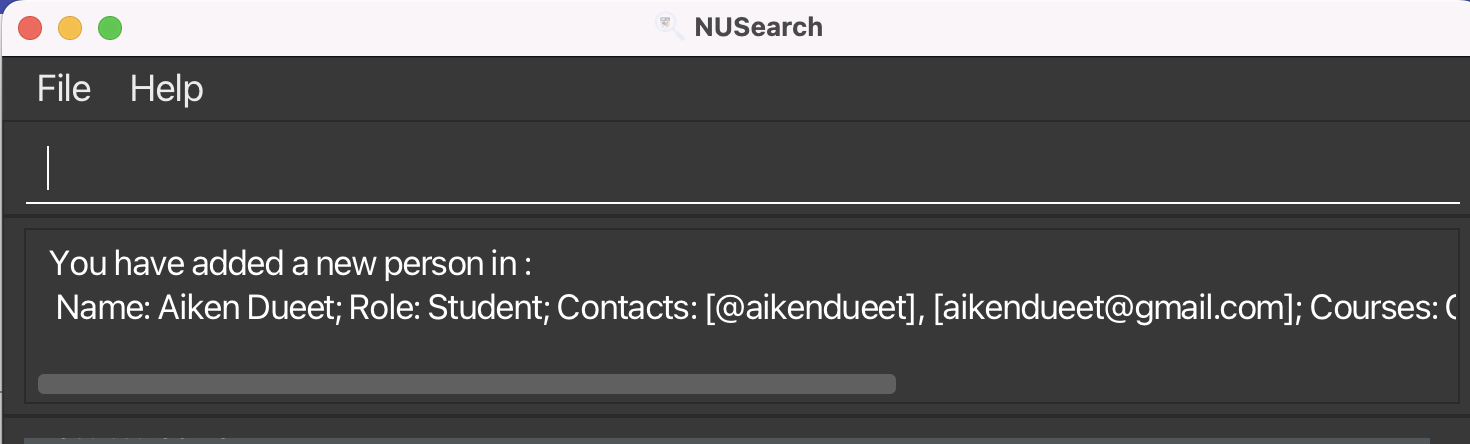 NUSearch
File Help
You have added a new person in :
Name: Aiken Dueet; Role: Student; Contacts: [@aikendueet], [aikendueet@gmail.com]; Courses: